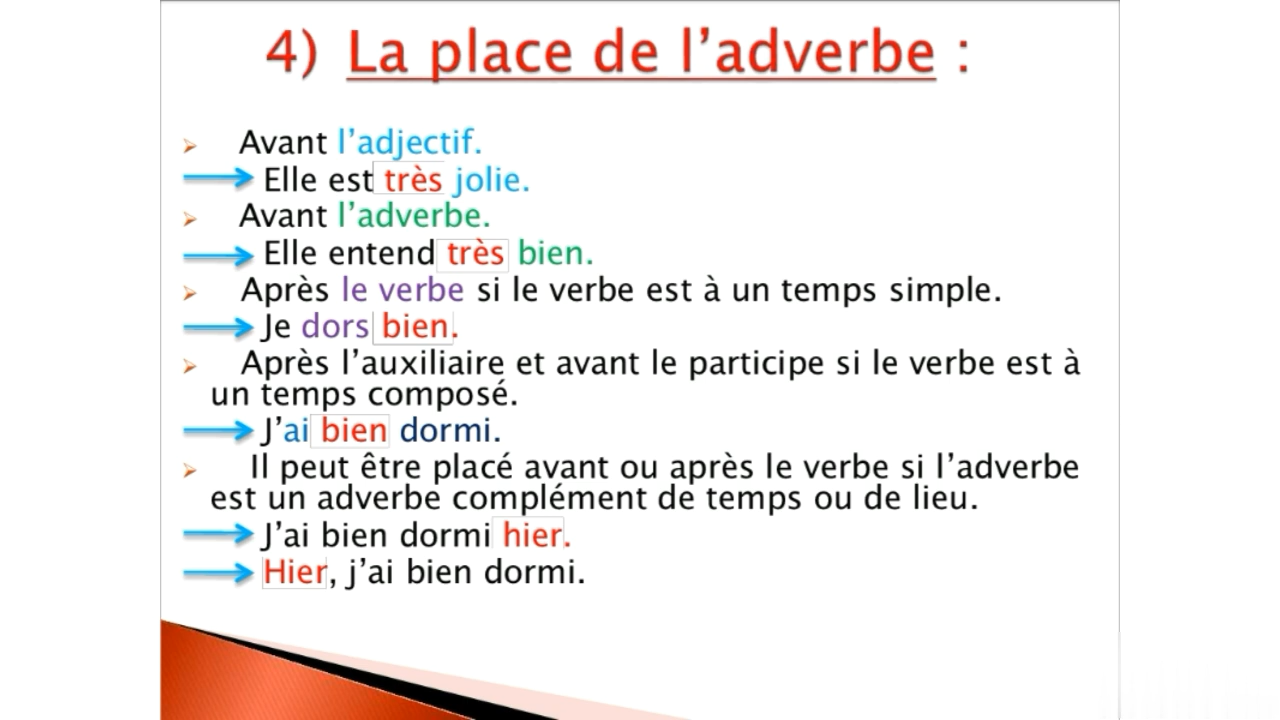 4) La place de l’adverbe :
Avant l’adjectif.
Elle est très jolie.
Avant l’adverbe.
Elle entend très bien.
Après le verbe si le verbe est à un temps simple.
Je dors bien.
Après l’auxiliaire et avant le participe si le verbe est à
un temps composé.
J’ai bien dormi.
Il peut être placé avant ou après le verbe si l’adverbe
est un adverbe complément de temps ou de lieu.
J’ai bien dormi hier.
Hier, j’ai bien dormi.